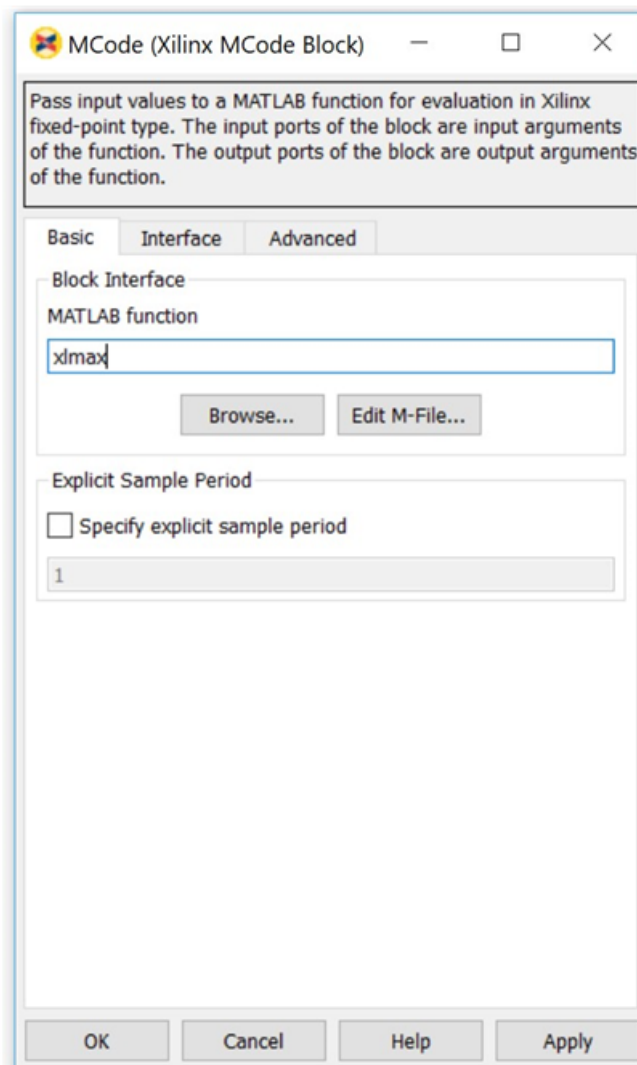 MCode (Xilinx MCode Block)
Pass input values to a MATLAB function for evaluation in Xilinx
fixed-point type. The input ports of the block are input arguments
of the function. The output ports of the block are output arguments
of the function.
Basic Interface Advanced
Block Interface
MATLAB function
xlmax
Browse... Edit M-File...
Explicit Sample Period
Specify explicit sample period
1
OK Cancel Help Apply